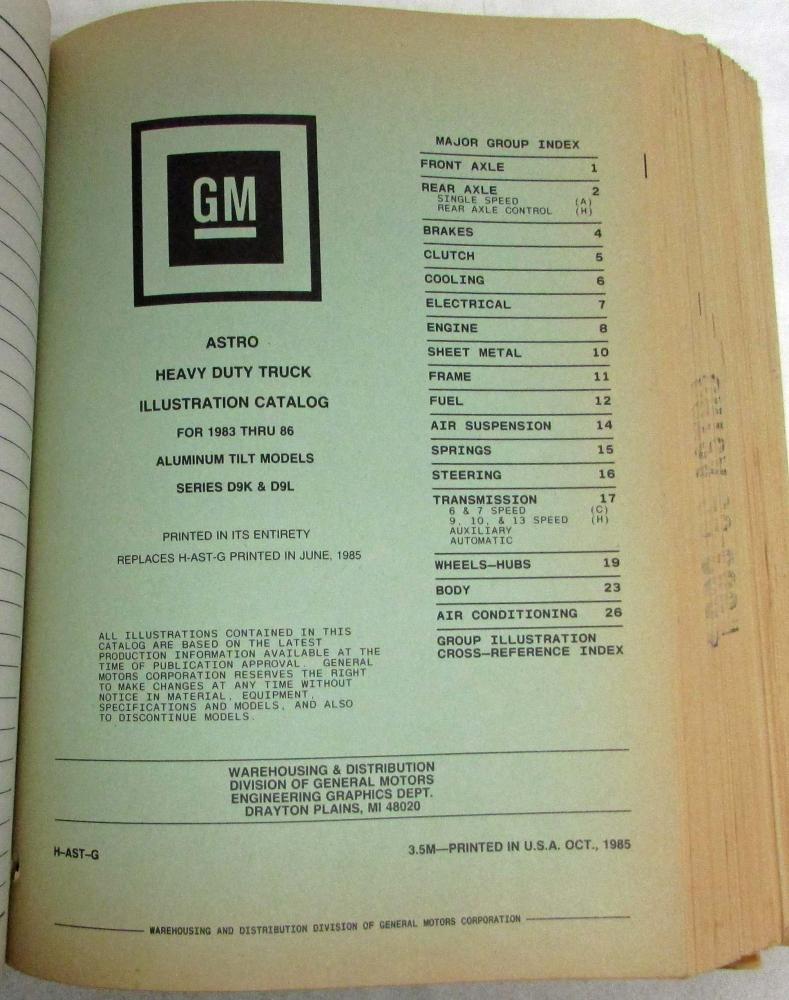 GM
ASTRO
HEAVY DUTY TRUCK
ILLUSTRATION CATALOG
FOR 1983 THRU 86
ALUMINUM TILT MODELS
SERIES D9K & D9L
PRINTED IN ITS ENTIRETY
REPLACES H-AST-G PRINTED IN JUNE, 1985
ALL ILLUSTRATIONS CONTAINED IN THIS
CATALOG ARE BASED ON THE LATEST
PRODUCTION INFORMATION AVAILABLE AT THE
TIME OF PUBLICATION APPROVAL. GENERAL
MOTORS CORPORATION RESERVES THE RIGHT
TO MAKE CHANGES AT ANY TIME WITHOUT
NOTICE IN MATERIAL, EQUIPMENT,
SPECIFICATIONS AND MODELS, AND ALSO
TO DISCONTINUE MODELS.
MAJOR GROUP INDEX
FRONT AXLE 1
REAR AXLE 2
SINGLE SPEED (A)
REAR AXLE CONTROL (H)
BRAKES 4
CLUTCH 5
COOLING 6
ELECTRICAL 7
ENGINE 8
SHEET METAL 10
FRAME 11
FUEL 12
AIR SUSPENSION 14
SPRINGS 15
STEERING 16
TRANSMISSION 17
6 & 7 SPEED (C)
9, 10, & 13 SPEED (H)
AUXILIARY
AUTOMATIC
WHEELS—HUBS 19
BODY 23
AIR CONDITIONING 26
GROUP ILLUSTRATION
CROSS—REFERENCE INDEX
WAREHOUSING & DISTRIBUTION
DIVISION OF GENERAL MOTORS
ENGINEERING GRAPHICS DEPT.
DRAYTON PLAINS, MI 48020
H-AST-G 3.5M—PRINTED IN U.S.A. OCT., 1985
WAREHOUSING AND DISTRIBUTION DIVISION OF GENERAL MOTORS CORPORATION